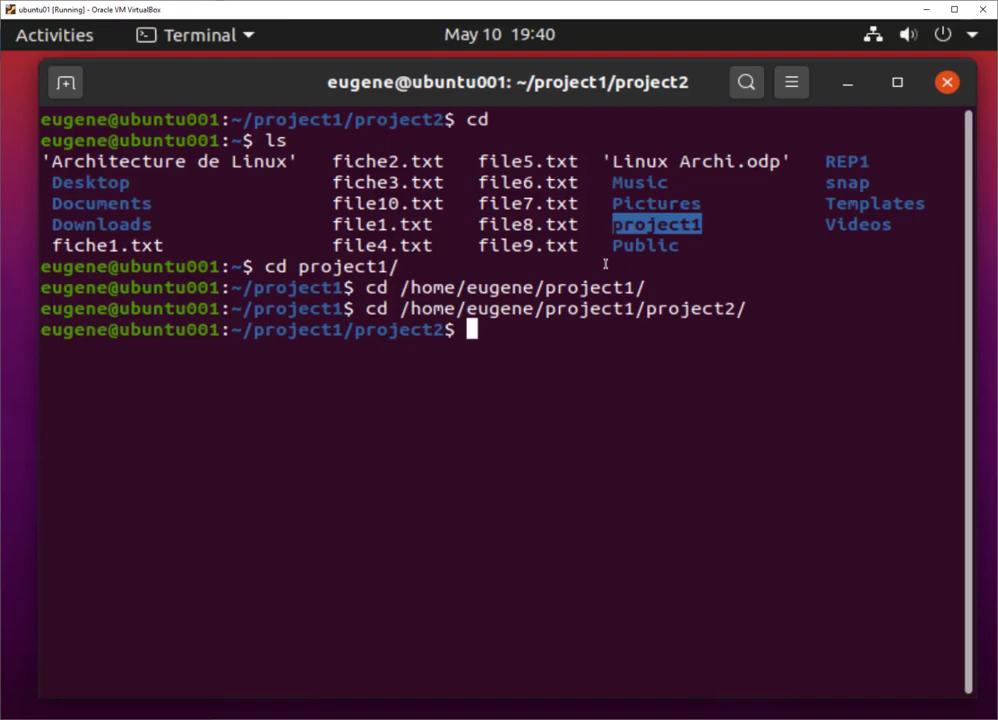 ubuntu01 [Running] - Oracle VM VirtualBox
Activities Terminal May 10 19:40
eugene@ubuntu001: ~/project1/project2
eugene@ubuntu001:~/project1/project2$ cd
eugene@ubuntu001:~$ ls
'Architecture de Linux' fiche2.txt file5.txt 'Linux Archi.odp' REP1
Desktop fiche3.txt file6.txt Music snap
Documents file10.txt file7.txt Pictures Templates
Downloads file1.txt file8.txt project1 Videos
fiche1.txt file4.txt file9.txt Public
eugene@ubuntu001:~$ cd project1/
eugene@ubuntu001:~/project1$ cd /home/eugene/project1/
eugene@ubuntu001:~/project1$ cd /home/eugene/project1/project2/
eugene@ubuntu001:~/project1/project2$